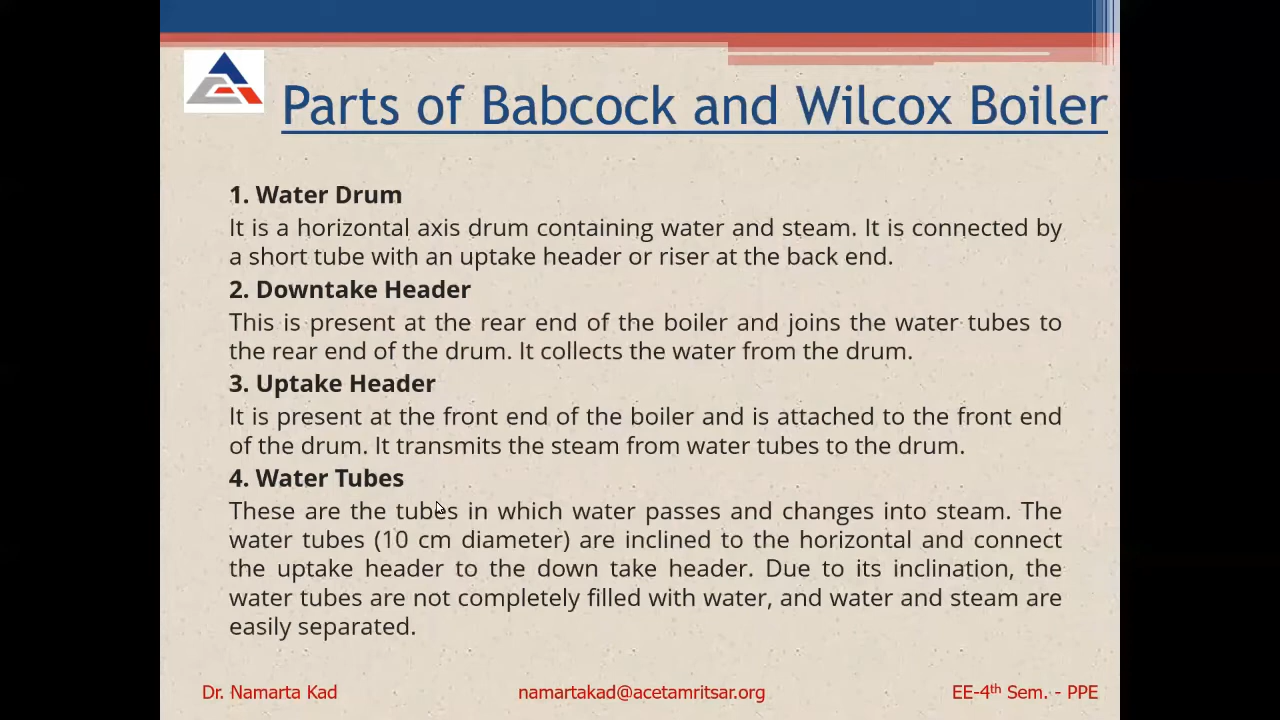 Parts of Babcock and Wilcox Boiler
1. Water Drum
It is a horizontal axis drum containing water and steam. It is connected by
a short tube with an uptake header or riser at the back end.
2. Downtake Header
This is present at the rear end of the boiler and joins the water tubes to
the rear end of the drum. It collects the water from the drum.
3. Uptake Header
It is present at the front end of the boiler and is attached to the front end
of the drum. It transmits the steam from water tubes to the drum.
4. Water Tubes
These are the tubes in which water passes and changes into steam. The
water tubes (10 cm diameter) are inclined to the horizontal and connect
the uptake header to the down take header. Due to its inclination, the
water tubes are not completely filled with water, and water and steam are
easily separated.
Dr. Namarta Kad
namartakad@acetamritsar.org
EE-4th Sem. - PPE